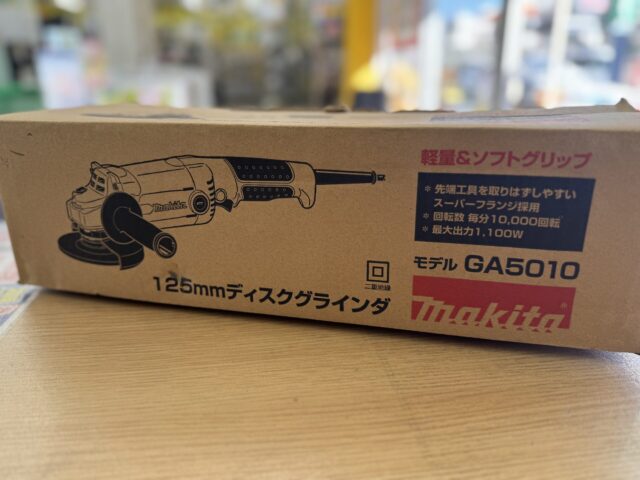 軽量&ソフトグリップ
* 先端工具を取りはずしやすい
スーパーフランジ採用
* 回転数 毎分10,000回転
* 最大出力1,100W
モデル GA5010
makita
二重絶縁
125mmディスクグラインダ
makita